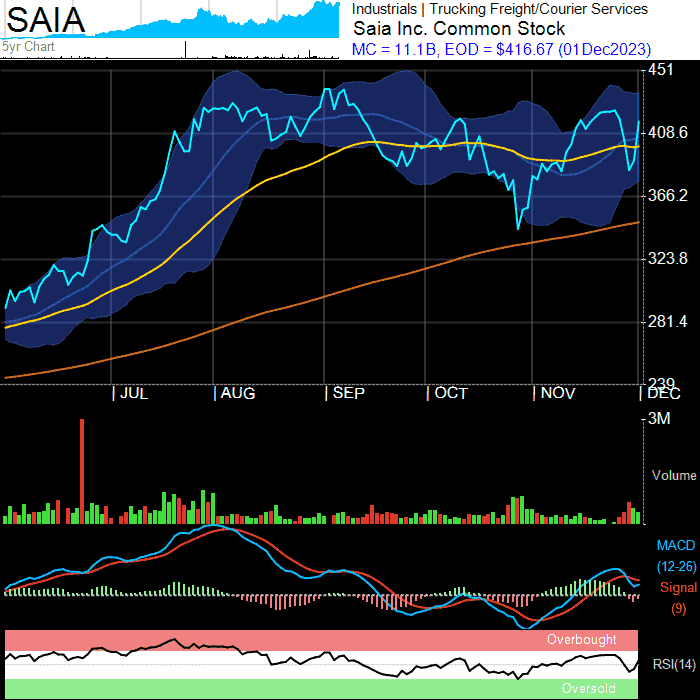 SAIA
5yr Chart
Industrials | Trucking Freight/Courier Services
Saia Inc. Common Stock
MC = 11.1B, EOD = $416.67 (01Dec2023)
451
408.6
366.2
323.8
281.4
239
JUL AUG SEP OCT NOV DEC
3M
Volume
MACD
(12-26)
Signal
(9)
Overbought
RSI(14)
Oversold